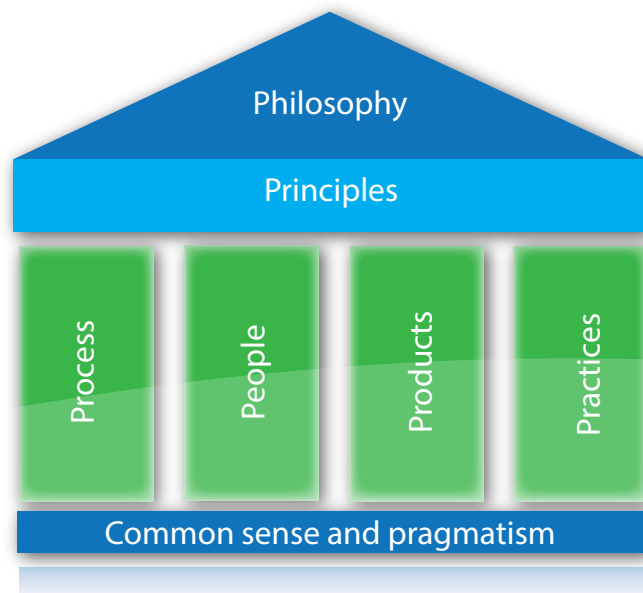 Philosophy
Principles
Process
People
Products
Practices
Common sense and pragmatism